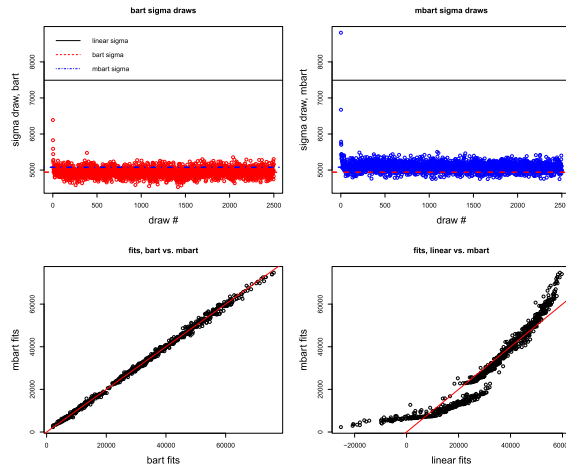 bart sigma draws
sigma draw, bart
8000
7000
6000
5000
linear sigma
bart sigma
mbart sigma
0 500 1000 1500 2000 2500
draw #
mbart sigma draws
sigma draw, mbart
8000
7000
6000
5000
0 500 1000 1500 2000 2500
draw #
fits, bart vs. mbart
mbart fits
60000
40000
20000
0
0 20000 40000 60000
bart fits
fits, linear vs. mbart
mbart fits
60000
40000
20000
0
−20000 0 20000 40000 60000
linear fits